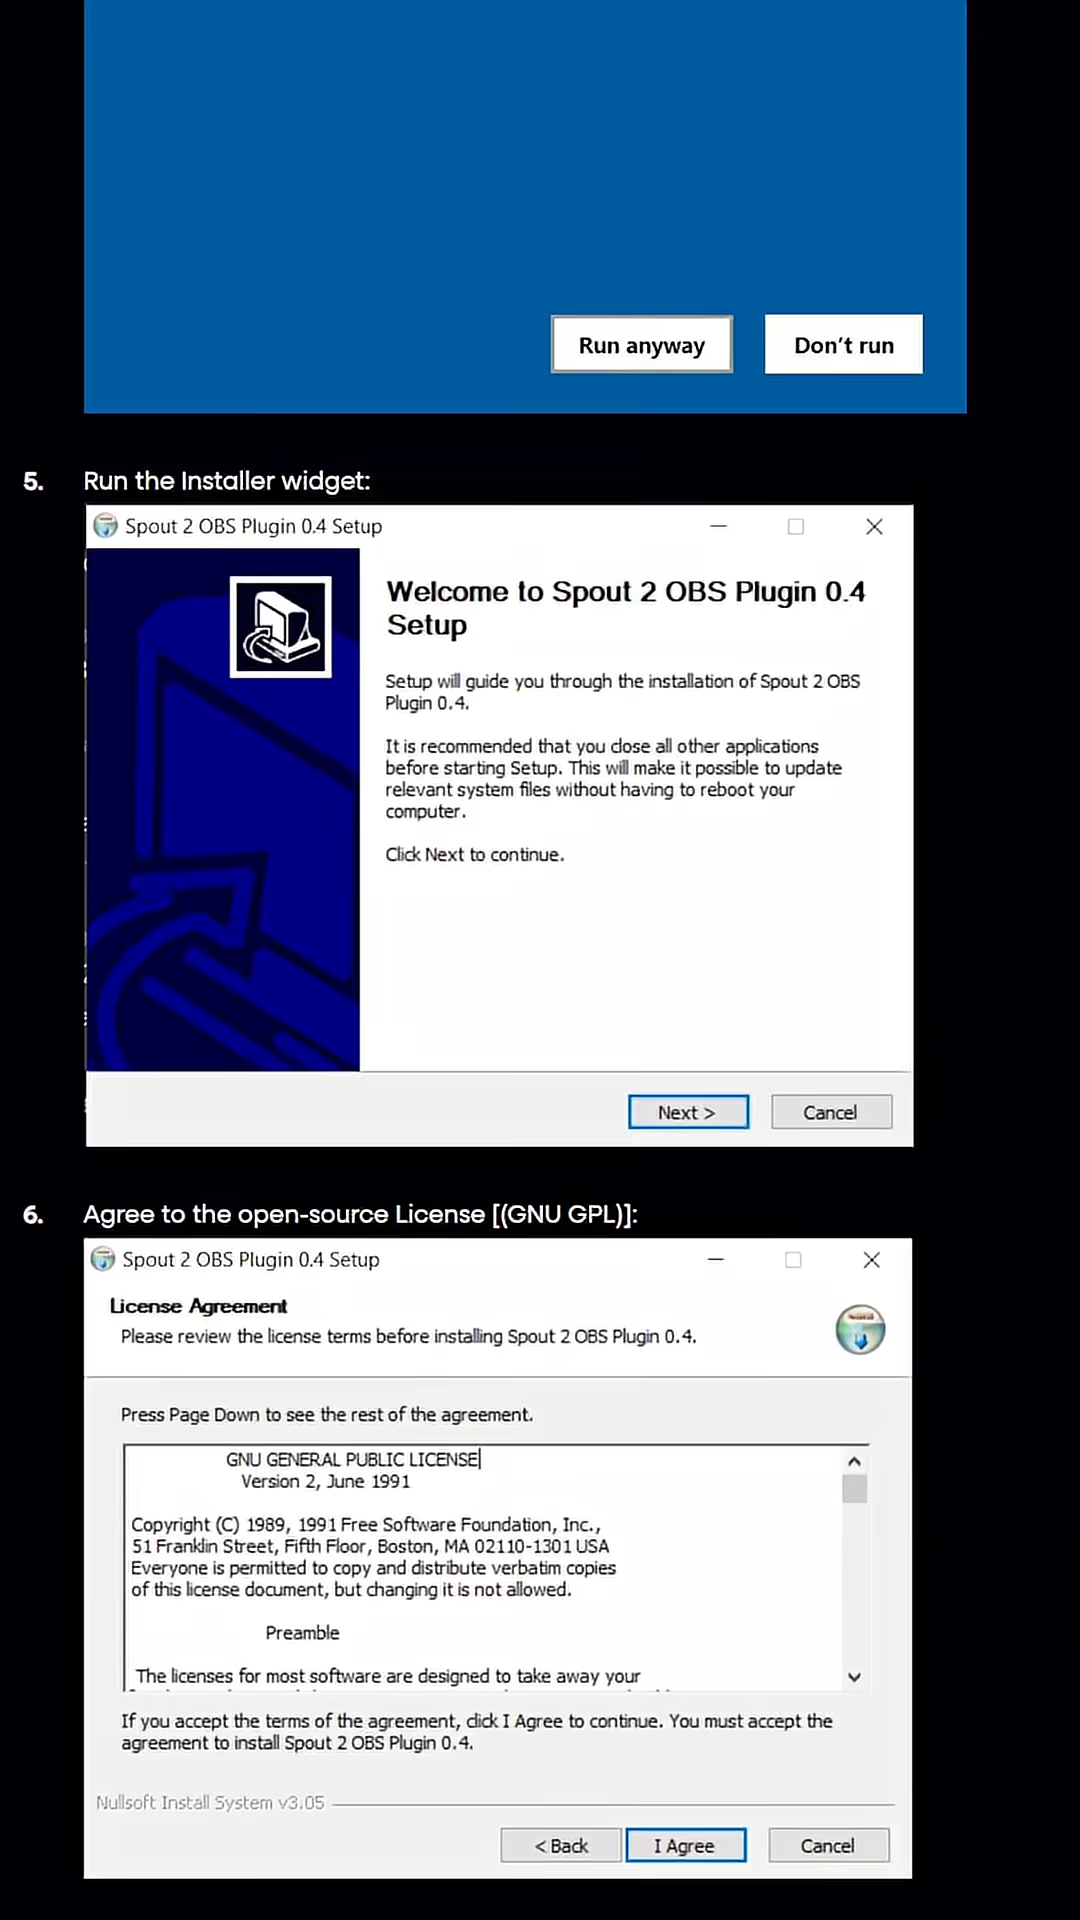 Run anyway
Don't run
5. Run the Installer widget:
Spout 2 OBS Plugin 0.4 Setup
Welcome to Spout 2 OBS Plugin 0.4
Setup
Setup will guide you through the installation of Spout 2 OBS
Plugin 0.4.
It is recommended that you close all other applications
before starting Setup. This will make it possible to update
relevant system files without having to reboot your
computer.
Click Next to continue.
Next >
Cancel
6. Agree to the open-source License [(GNU GPL)]:
Spout 2 OBS Plugin 0.4 Setup
License Agreement
Please review the license terms before installing Spout 2 OBS Plugin 0.4.
Press Page Down to see the rest of the agreement.
GNU GENERAL PUBLIC LICENSE
Version 2, June 1991
Copyright (C) 1989, 1991 Free Software Foundation, Inc.,
51 Franklin Street, Fifth Floor, Boston, MA 02110-1301 USA
Everyone is permitted to copy and distribute verbatim copies
of this license document, but changing it is not allowed.
Preamble
The licenses for most software are designed to take away your
If you accept the terms of the agreement, click I Agree to continue. You must accept the
agreement to install Spout 2 OBS Plugin 0.4.
Nullsoft Install System v3.05
< Back
I Agree
Cancel